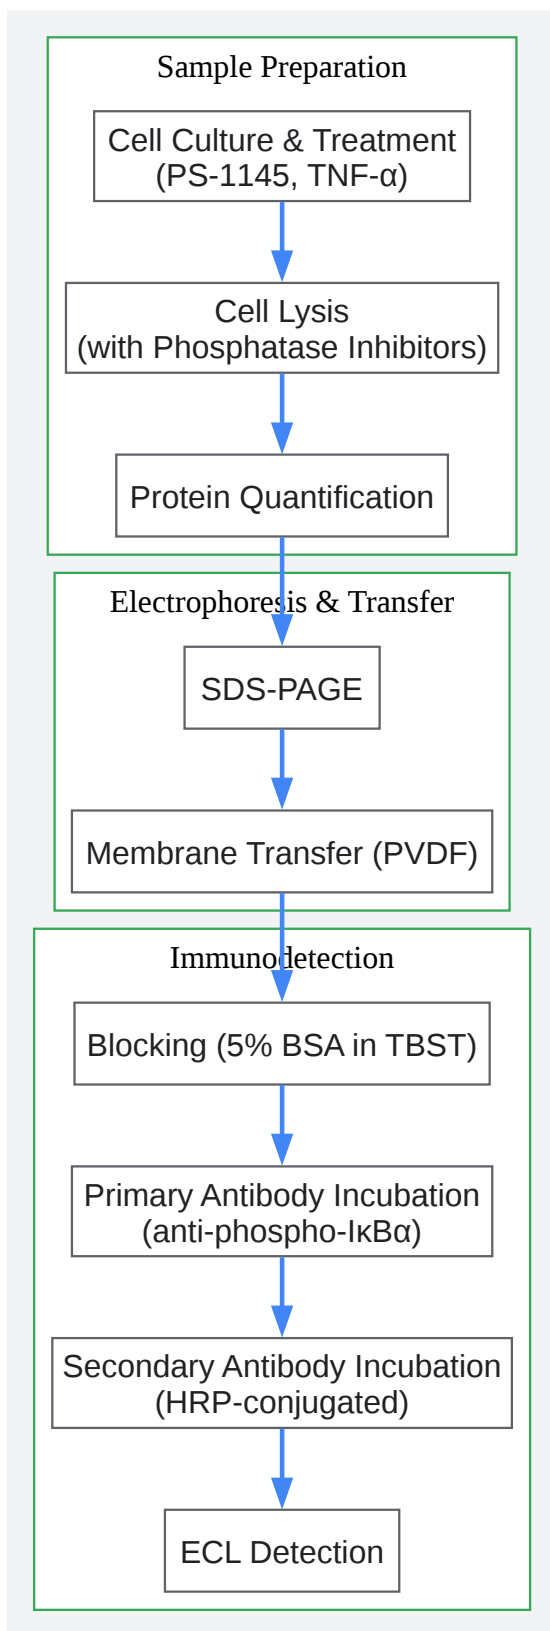 Sample Preparation
Cell Culture & Treatment
(PS-1145, TNF-α)
Cell Lysis
(with Phosphatase Inhibitors)
Protein Quantification
Electrophoresis & Transfer
SDS-PAGE
Membrane Transfer (PVDF)
Immunodetection
Blocking (5% BSA in TBST)
Primary Antibody Incubation
(anti-phospho-IκBα)
Secondary Antibody Incubation
(HRP-conjugated)
ECL Detection